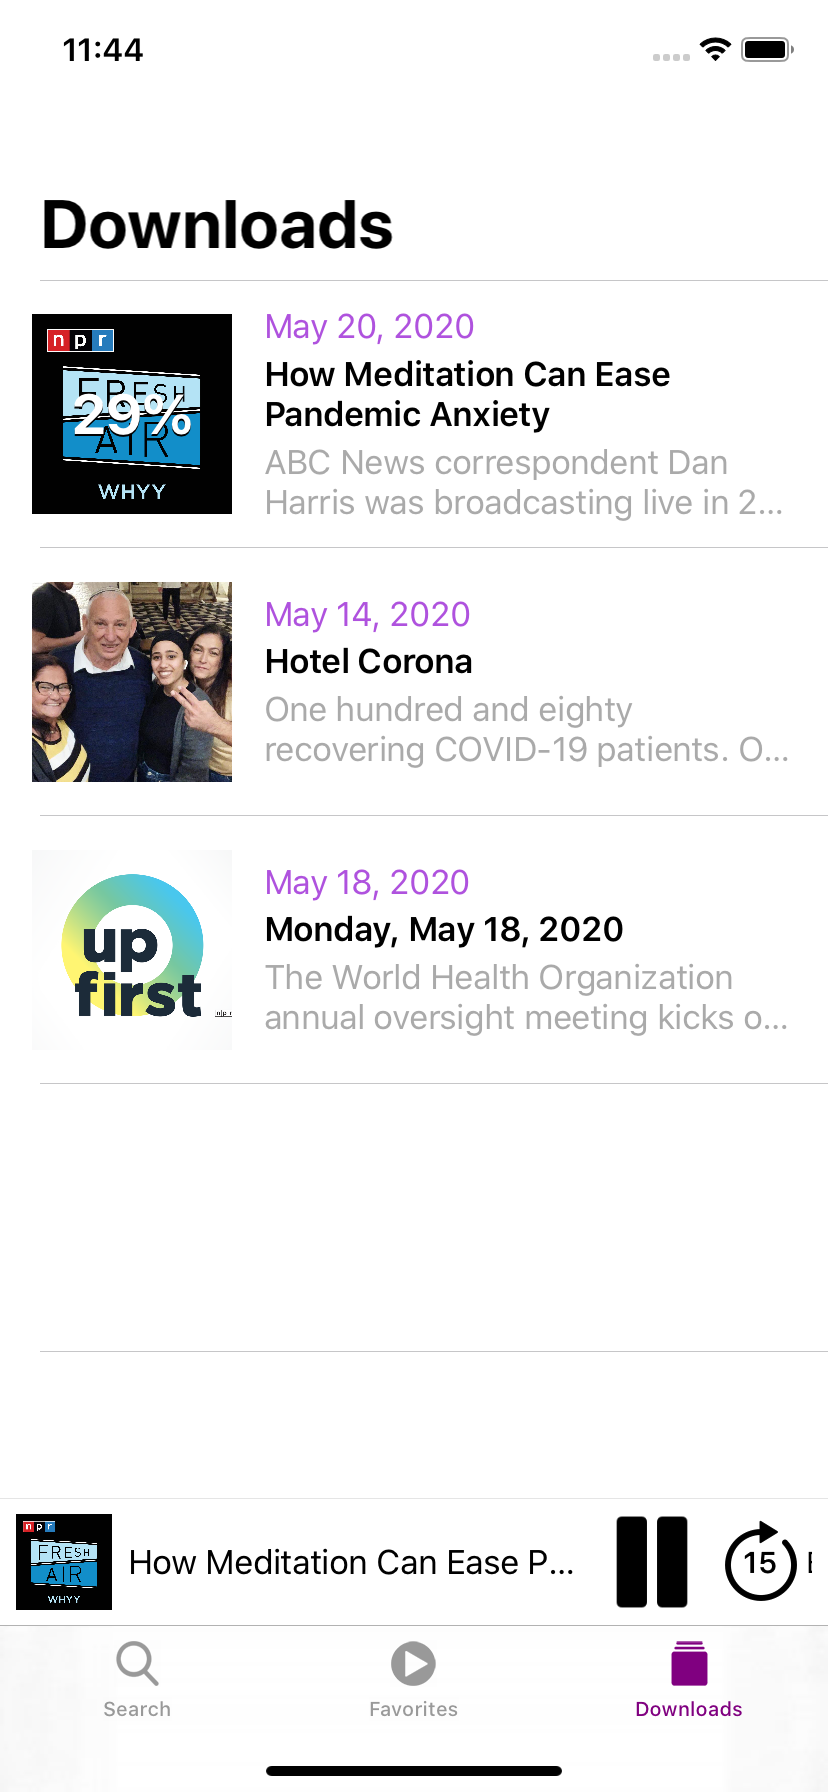 11:44
Downloads
npr
FRESH
AIR
29%
WHYY
May 20, 2020
How Meditation Can Ease
Pandemic Anxiety
ABC News correspondent Dan
Harris was broadcasting live in 2...
May 14, 2020
Hotel Corona
One hundred and eighty
recovering COVID-19 patients. O...
up
first
May 18, 2020
Monday, May 18, 2020
The World Health Organization
annual oversight meeting kicks o...
npr
FRESH
AIR
WHYY
How Meditation Can Ease P...
15
Search
Favorites
Downloads